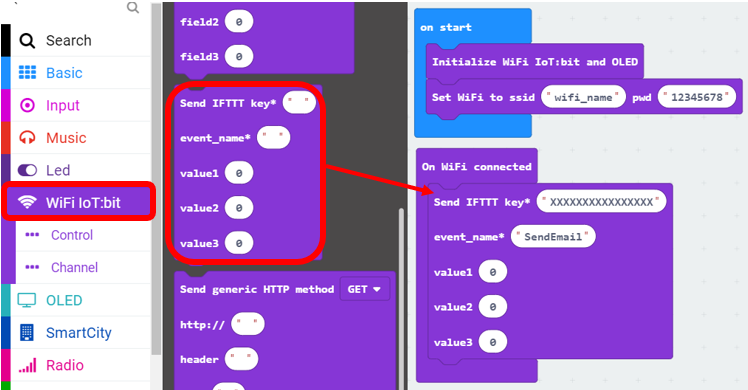 Search
Basic
Input
Music
Led
WiFi IoT:bit
Control
Channel
OLED
SmartCity
Radio
field2 0
field3 0
Send IFTTT key* " "
event_name* " "
value1 0
value2 0
value3 0
Send generic HTTP method GET
http:// " "
header " "
on start
Initialize WiFi IoT:bit and OLED
Set WiFi to ssid "wifi_name" pwd "12345678"
On WiFi connected
Send IFTTT key* "XXXXXXXXXXXXXXXXX"
event_name* "SendEmail"
value1 0
value2 0
value3 0